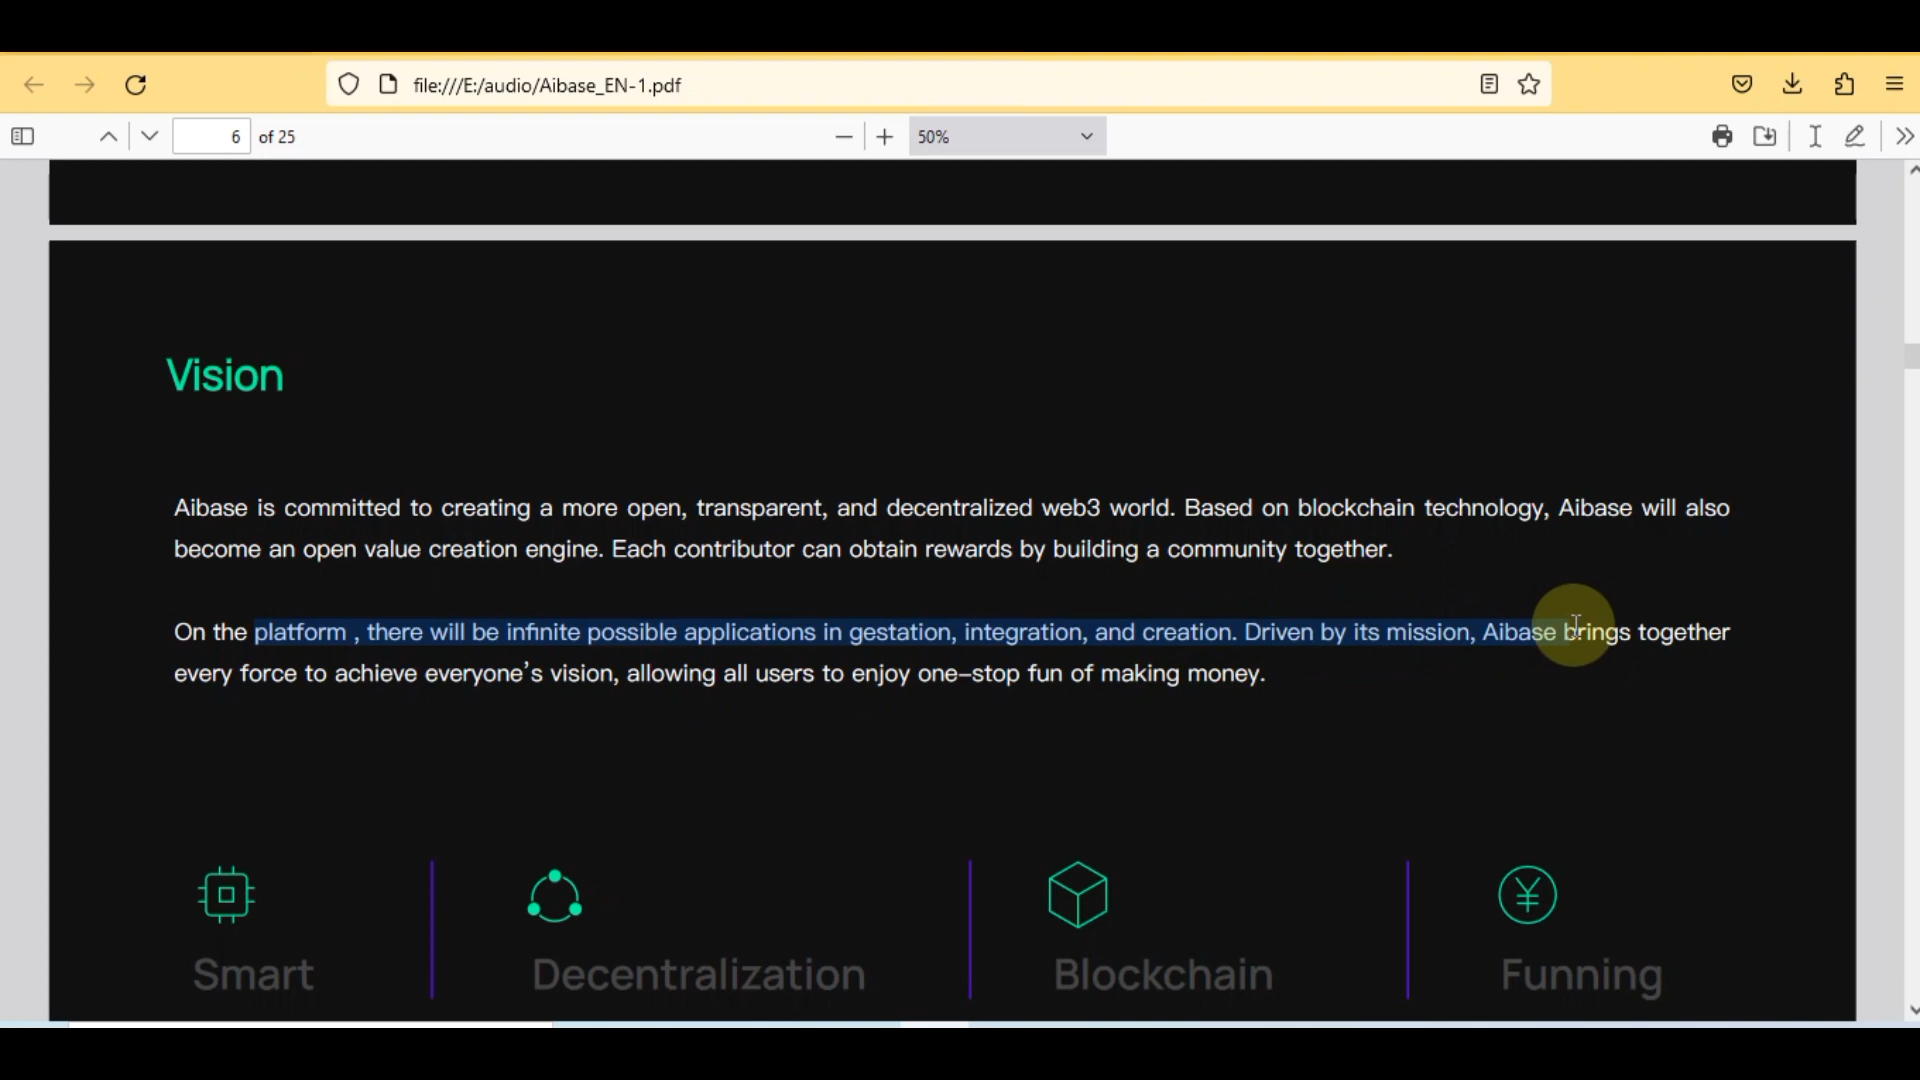 file:///E:/audio/Aibase_EN-1.pdf
6 of 25
50%
Vision
Aibase is committed to creating a more open, transparent, and decentralized web3 world. Based on blockchain technology, Aibase will also
become an open value creation engine. Each contributor can obtain rewards by building a community together.
On the platform , there will be infinite possible applications in gestation, integration, and creation. Driven by its mission, Aibase brings together
every force to achieve everyone’s vision, allowing all users to enjoy one–stop fun of making money.
Smart
Decentralization
Blockchain
Funning